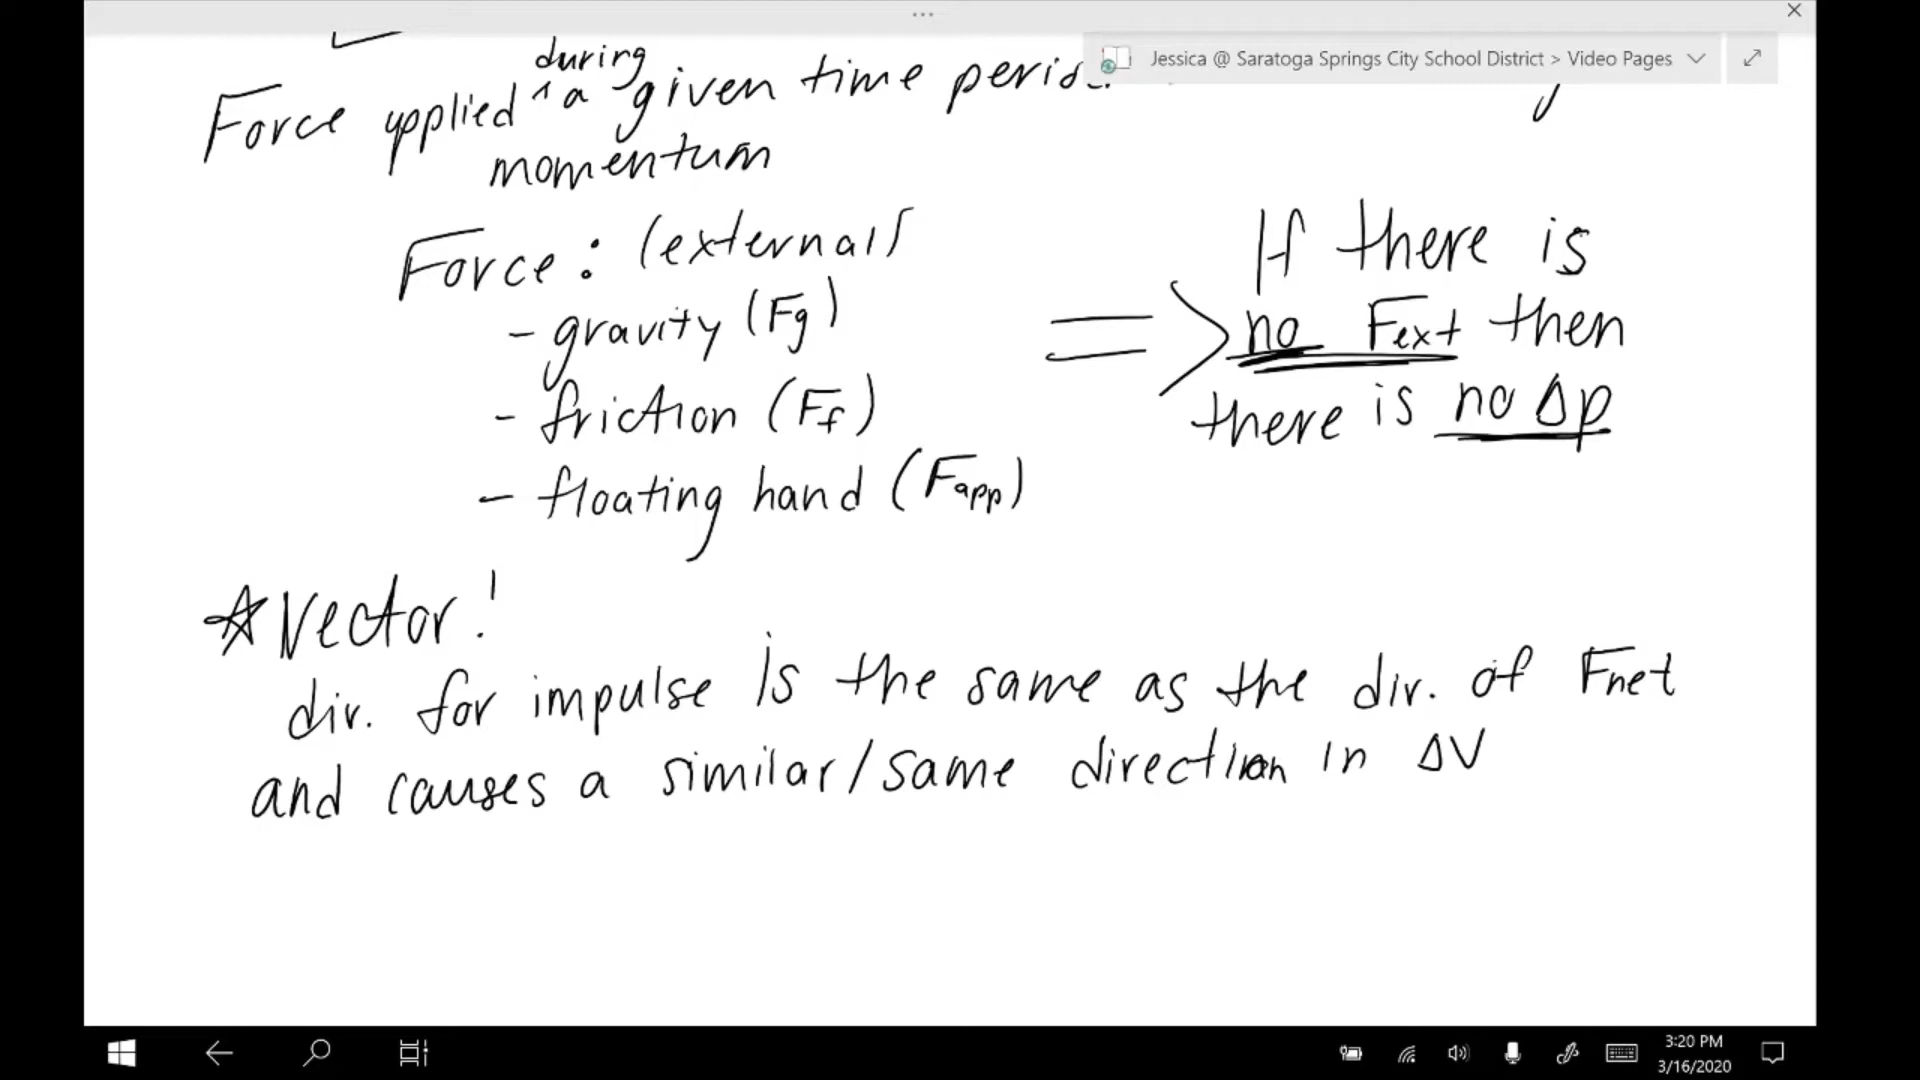 ...
Jessica @ Saratoga Springs City School District > Video Pages
during
Force applied ^ a given time
momentum
Force: (external)
- gravity (Fg)
- friction (Ff)
- floating hand (Fapp)
=> If there is
no Fext then
there is no Δp
☆Vector!
dir. for impulse is the same as the dir. of Fnet
and causes a similar/same direction in ΔV
3:20 PM
3/16/2020